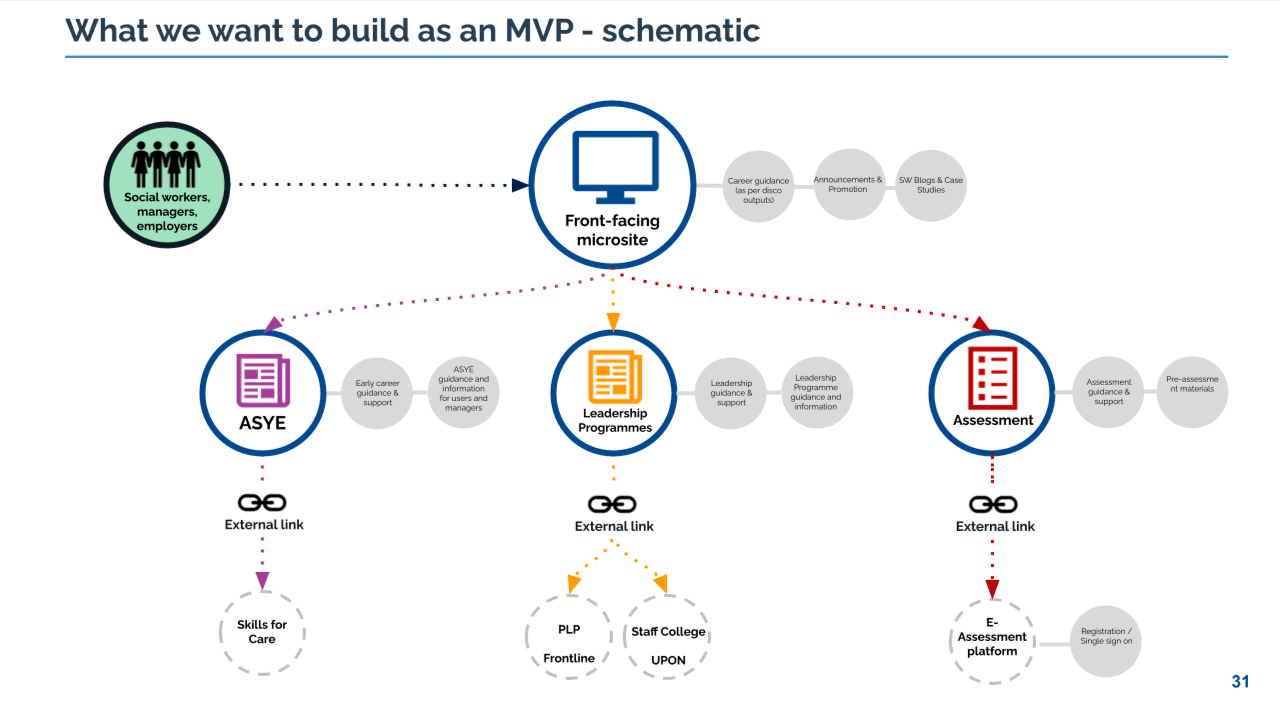 What we want to build as an MVP - schematic
Social workers,
managers,
employers
Front-facing
microsite
Career guidance
(as per disco
outputs)
Announcements &
Promotion
SW Blogs & Case
Studies
ASYE
Early career
guidance &
support
ASYE
guidance and
information
for users and
managers
Leadership
Programmes
Leadership
guidance &
support
Leadership
Programme
guidance and
information
Assessment
Assessment
guidance &
support
Pre-assessme
nt materials
External link
External link
External link
Skills for
Care
PLP
Frontline
Staff College
UPON
E-
Assessment
platform
Registration /
Single sign on
31